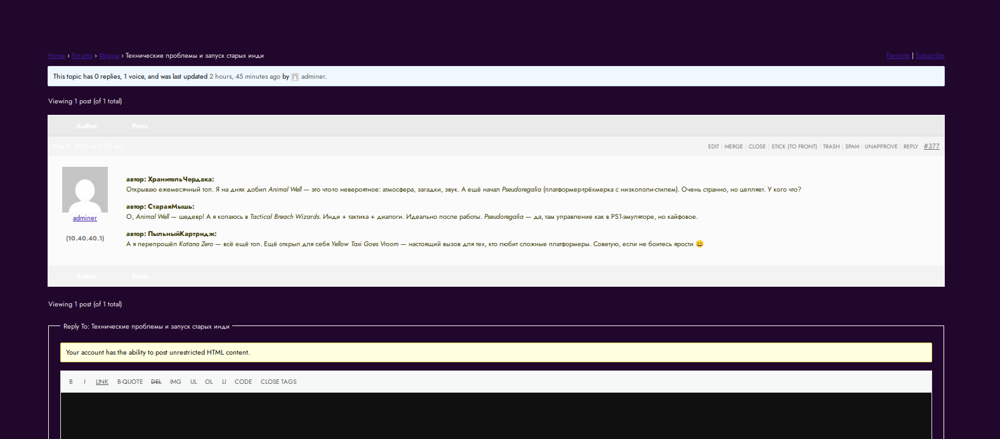 Home › Forums › Форум › Технические проблемы и запуск старых инди
Favorite | Subscribe
This topic has 0 replies, 1 voice, and was last updated 2 hours, 45 minutes ago by adminer.
Viewing 1 post (of 1 total)
Author Posts
EDIT | MERGE | CLOSE | STICK (TO FRONT) | TRASH | SPAM | UNAPPROVE | REPLY #377
adminer
(10.40.40.1)
автор: ХранительЧердака:
Открываю ежемесячный топ. Я на днях добил Animal Well — это что-то невероятное: атмосфера, загадки, звук. А ещё начал Pseudoregalia (платформер-трёхмерка с низкополи-стилем). Очень странно, но цепляет. У кого что?
автор: СтараяМышь:
О, Animal Well — шедевр! А я копаюсь в Tactical Breach Wizards. Инди + тактика + диалоги. Идеально после работы. Pseudoregalia — да, там управление как в PS1-эмуляторе, но кайфовое.
автор: ПыльныйКартридж:
А я перепрошёл Katana Zero — всё ещё топ. Ещё открыл для себя Yellow Taxi Goes Vroom — настоящий вызов для тех, кто любит сложные платформеры. Советую, если не боитесь ярости 😀
Author Posts
Viewing 1 post (of 1 total)
Reply To: Технические проблемы и запуск старых инди
Your account has the ability to post unrestricted HTML content.
B I LINK B-QUOTE DEL IMG UL OL LI CODE CLOSE TAGS